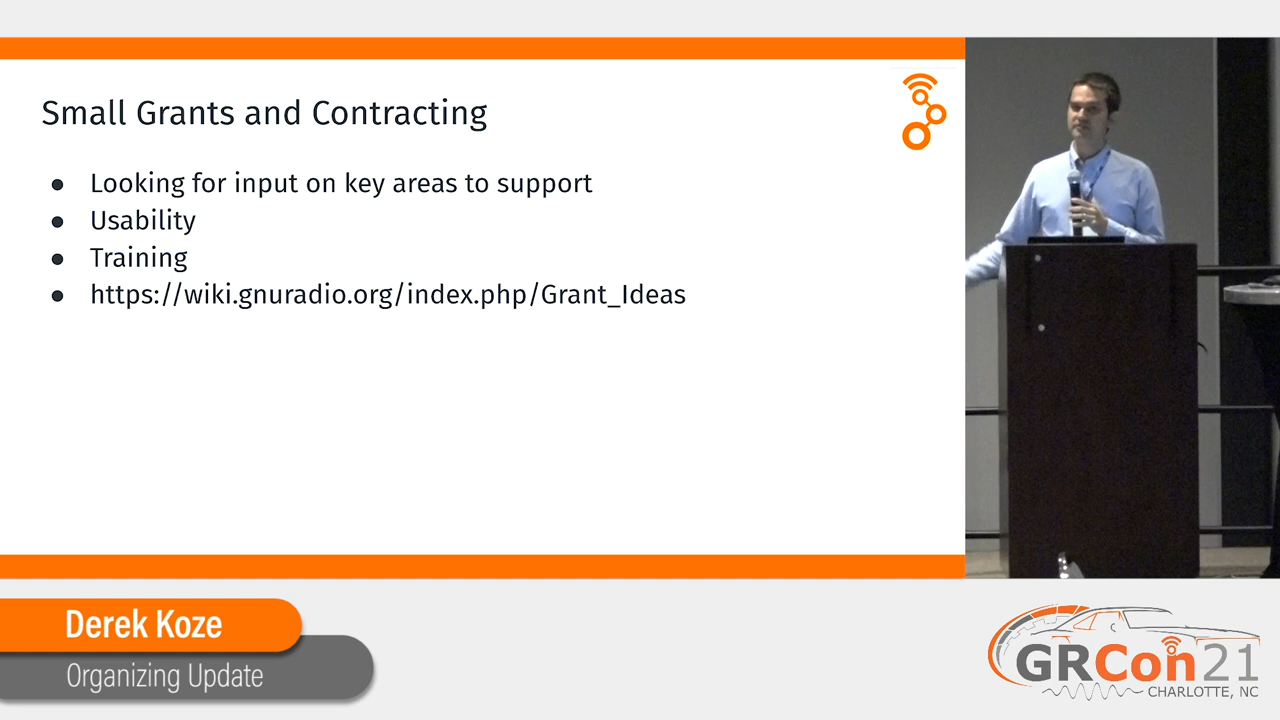 Small Grants and Contracting
● Looking for input on key areas to support
● Usability
● Training
● https://wiki.gnuradio.org/index.php/Grant_Ideas
Derek Koze
Organizing Update
GRCon21
CHARLOTTE, NC